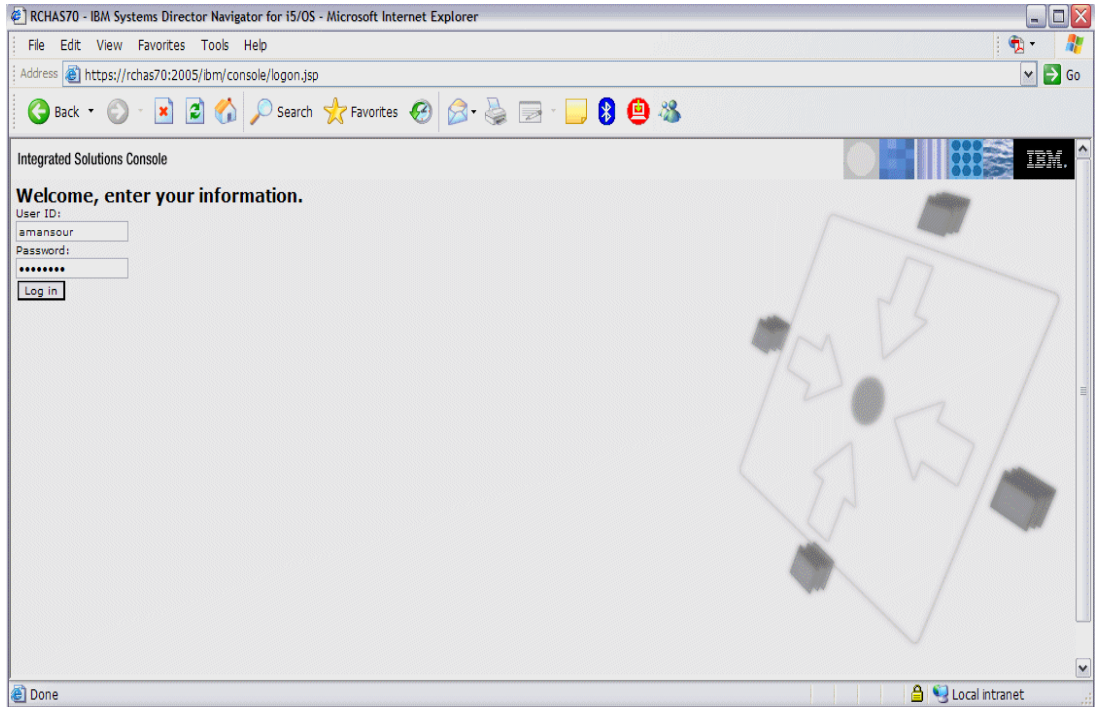 RCHAS70 - IBM Systems Director Navigator for i5/OS - Microsoft Internet Explorer
File Edit View Favorites Tools Help
Address https://rchas70:2005/ibm/console/logon.jsp Go
Back Search Favorites
Integrated Solutions Console IBM.
Welcome, enter your information.
User ID:
amansour
Password:
••••••••
Log in
Done Local intranet